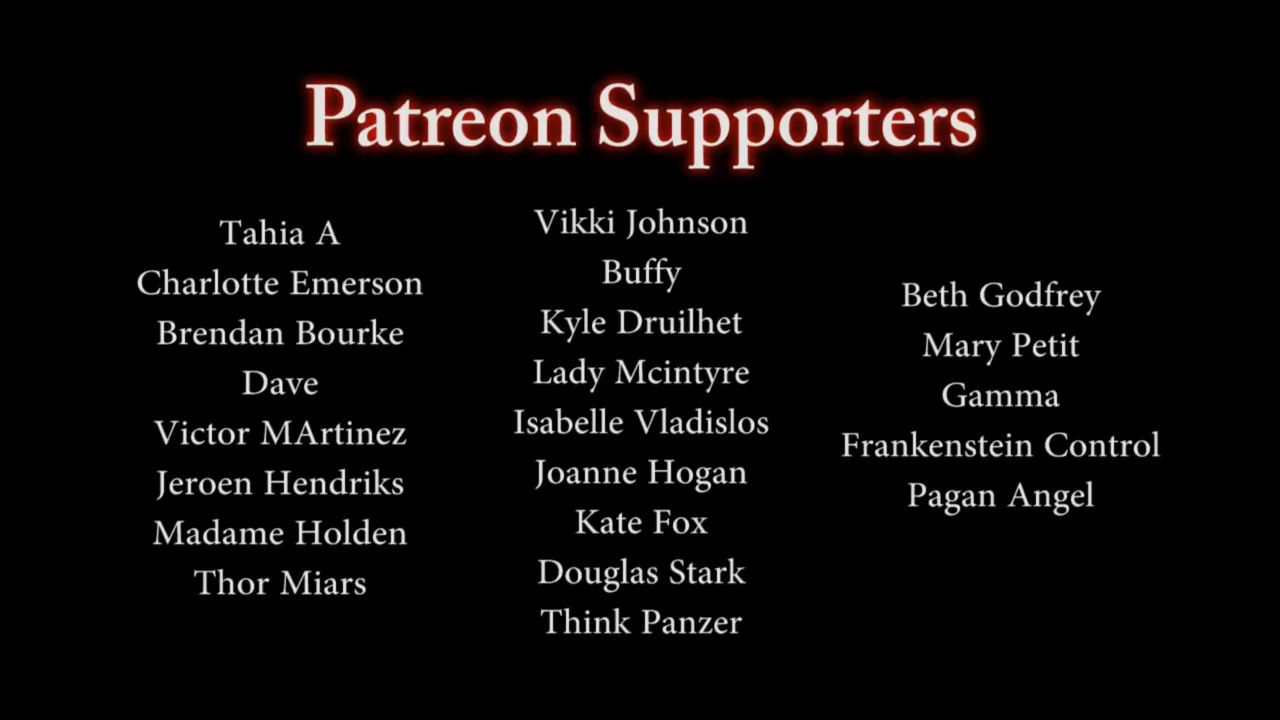 Patreon Supporters
Tahia A
Charlotte Emerson
Brendan Bourke
Dave
Victor MArtinez
Jeroen Hendriks
Madame Holden
Thor Miars
Vikki Johnson
Buffy
Kyle Druilhet
Lady Mcintyre
Isabelle Vladislos
Joanne Hogan
Kate Fox
Douglas Stark
Think Panzer
Beth Godfrey
Mary Petit
Gamma
Frankenstein Control
Pagan Angel